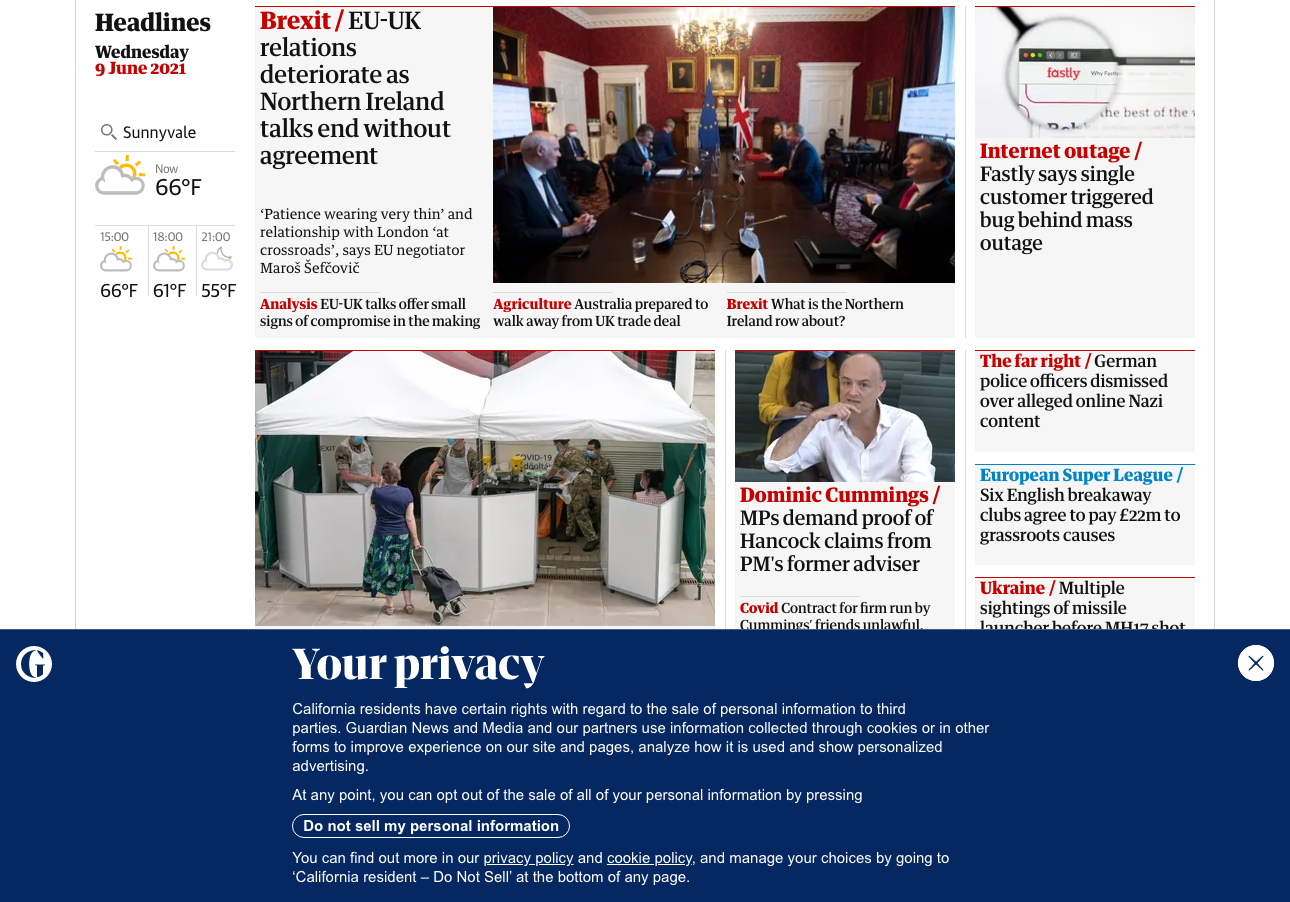 Headlines
Wednesday
9 June 2021
Sunnyvale
Now
66°F
15:00
18:00
21:00
66°F
61°F
55°F
Brexit / EU-UK
relations
deteriorate as
Northern Ireland
talks end without
agreement
‘Patience wearing very thin’ and
relationship with London ‘at
crossroads’, says EU negotiator
Maroš Šefčovič
Analysis EU-UK talks offer small
signs of compromise in the making
Agriculture Australia prepared to
walk away from UK trade deal
Brexit What is the Northern
Ireland row about?
fastly
Why Fastly
the best of the w
Internet outage /
Fastly says single
customer triggered
bug behind mass
outage
EXIT
COVID-19
Dominic Cummings /
MPs demand proof of
Hancock claims from
PM's former adviser
Covid Contract for firm run by
Cummings’ friends unlawful,
The far right / German
police officers dismissed
over alleged online Nazi
content
European Super League /
Six English breakaway
clubs agree to pay £22m to
grassroots causes
Ukraine / Multiple
sightings of missile
launcher before MH17 shot
Your privacy
California residents have certain rights with regard to the sale of personal information to third
parties. Guardian News and Media and our partners use information collected through cookies or in other
forms to improve experience on our site and pages, analyze how it is used and show personalized
advertising.
At any point, you can opt out of the sale of all of your personal information by pressing
Do not sell my personal information
You can find out more in our privacy policy and cookie policy, and manage your choices by going to
‘California resident – Do Not Sell’ at the bottom of any page.